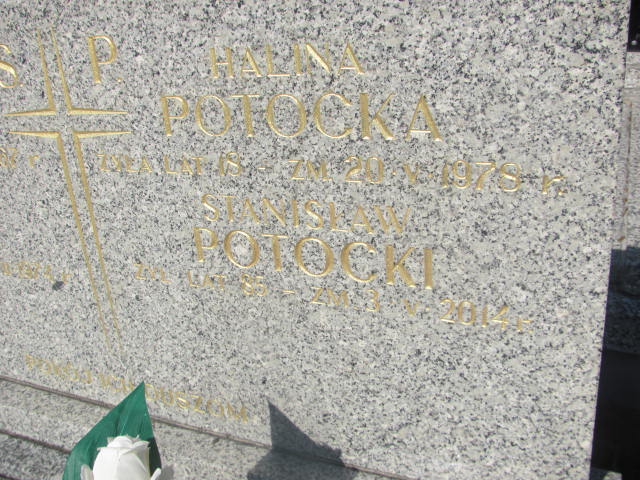 S. P.
HALINA
POTOCKA
ŻYŁA LAT 18 - ZM. 20 V 1978 r.
STANISŁAW
POTOCKI
ŻYŁ LAT 85 - ZM. 3 V 2014 r.